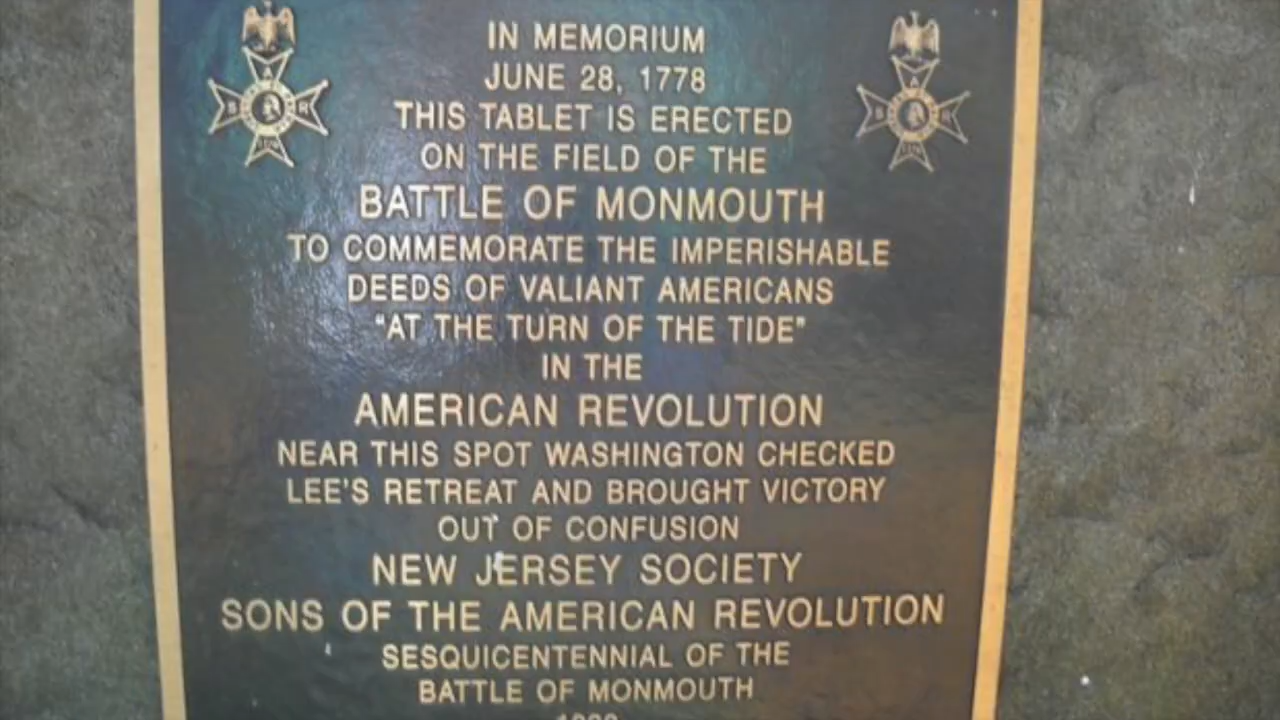 IN MEMORIUM
JUNE 28, 1778
THIS TABLET IS ERECTED
ON THE FIELD OF THE
BATTLE OF MONMOUTH
TO COMMEMORATE THE IMPERISHABLE
DEEDS OF VALIANT AMERICANS
"AT THE TURN OF THE TIDE"
IN THE
AMERICAN REVOLUTION
NEAR THIS SPOT WASHINGTON CHECKED
LEE'S RETREAT AND BROUGHT VICTORY
OUT OF CONFUSION
NEW JERSEY SOCIETY
SONS OF THE AMERICAN REVOLUTION
SESQUICENTENNIAL OF THE
BATTLE OF MONMOUTH